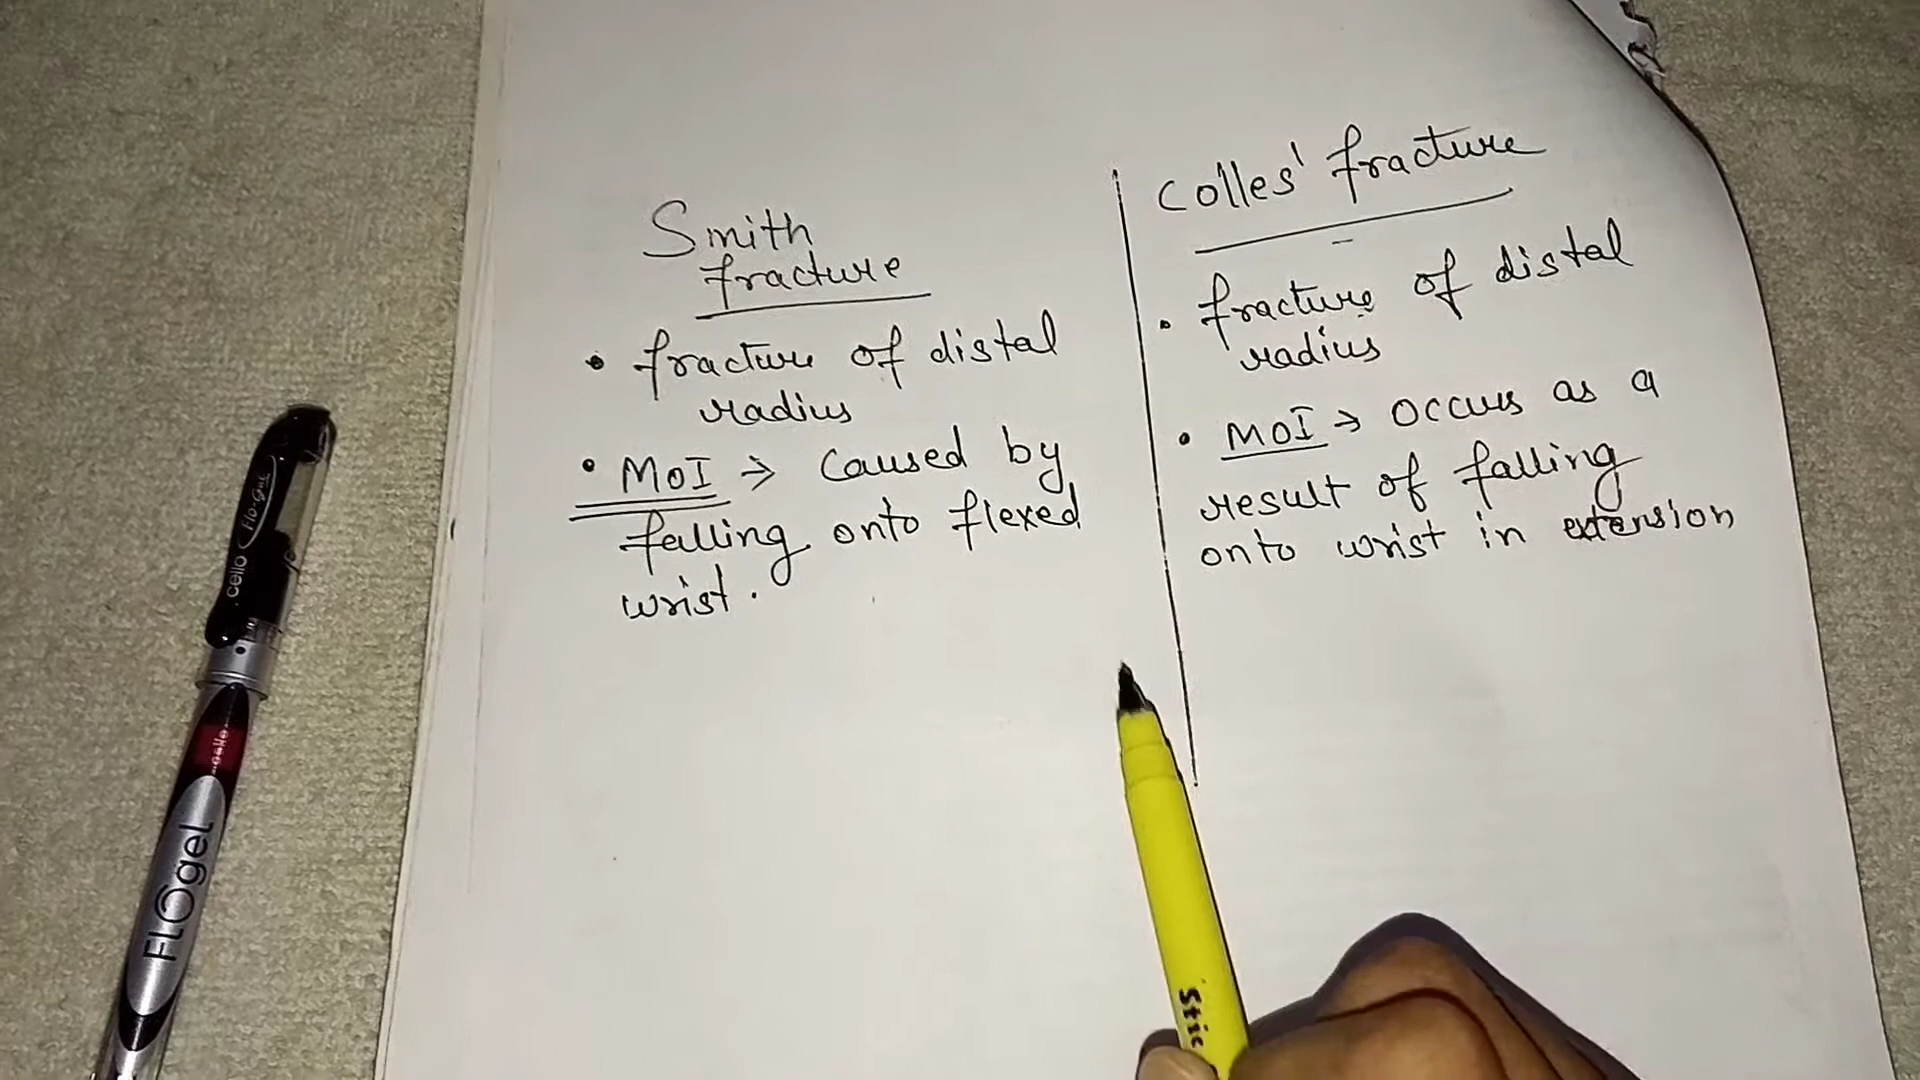 Smith
fracture
• fracture of distal
radius
• MOI → Caused by
falling onto flexed
wrist.
Colles' fracture
• fracture of distal
radius
• MOI → Occurs as a
result of falling
onto wrist in extension
cello Flo-Gel
FLOgel
Stic